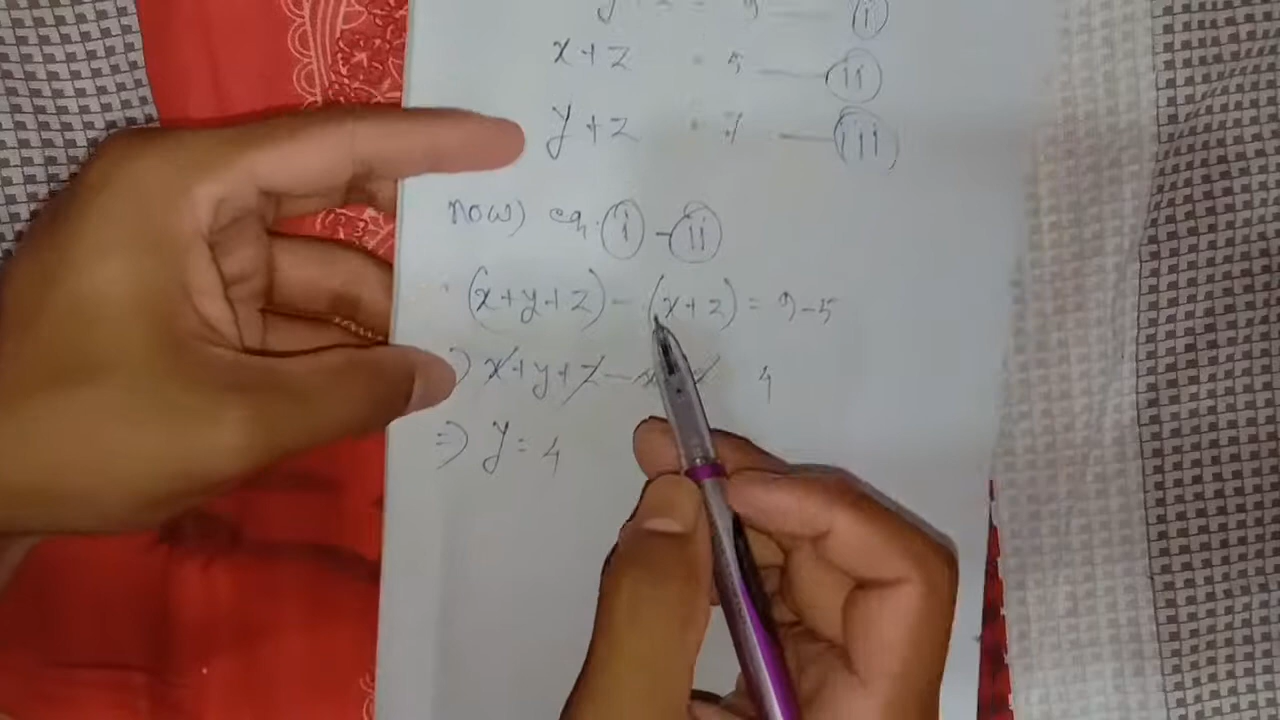 x+z = 5 — (ii)
y+z = 7 — (iii)
now) eq. (i) - (ii)
(x+y+z) - (x+z) = 9-5
⇒ x+y+z-x 4
⇒ y = 4